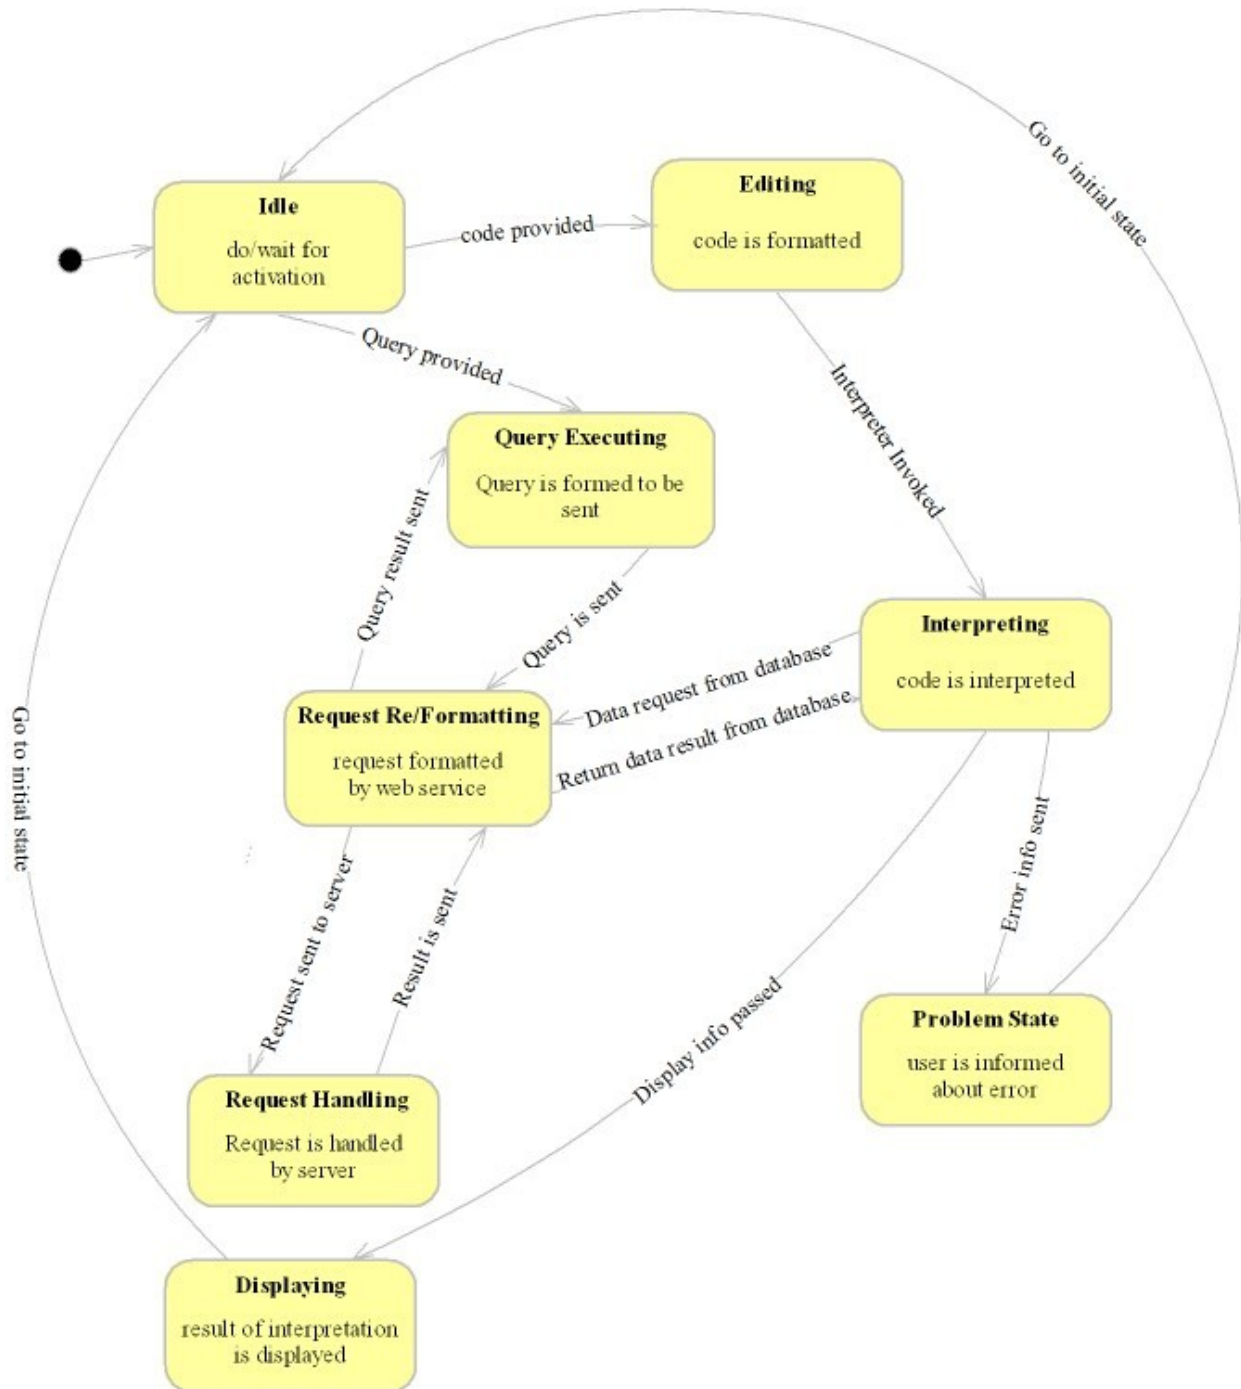 Go to initial state
Editing
code is formatted
Idle
do/wait for
activation
code provided
Query provided
Interpreter Invoked
Query Executing
Query is formed to be
sent
Query result sent
Query is sent
Interpreting
code is interpreted
Data request from database
Return data result from database
Request Re/Formatting
request formatted
by web service
Go to initial state
Error info sent
Request sent to server
Result is sent
Display info passed
Problem State
user is informed
about error
Request Handling
Request is handled
by server
Displaying
result of interpretation
is displayed